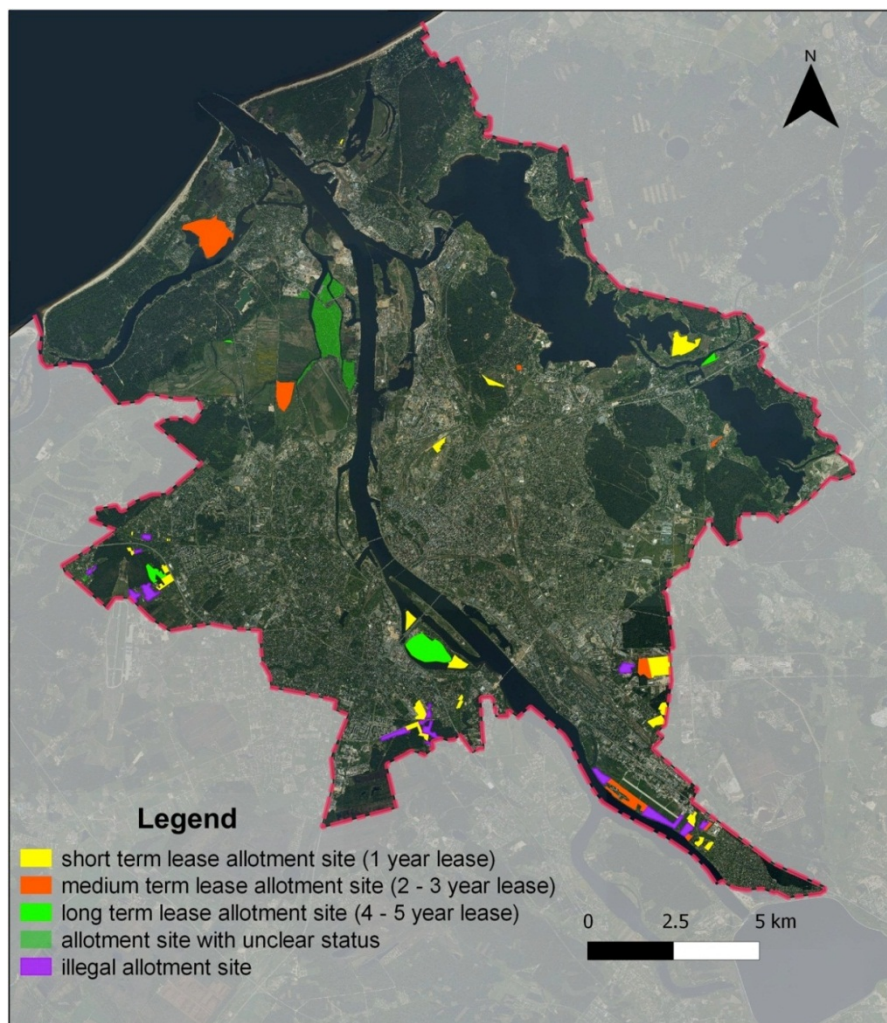 N
Legend
short term lease allotment site (1 year lease)
medium term lease allotment site (2 - 3 year lease)
long term lease allotment site (4 - 5 year lease)
allotment site with unclear status
illegal allotment site
0 2.5 5 km